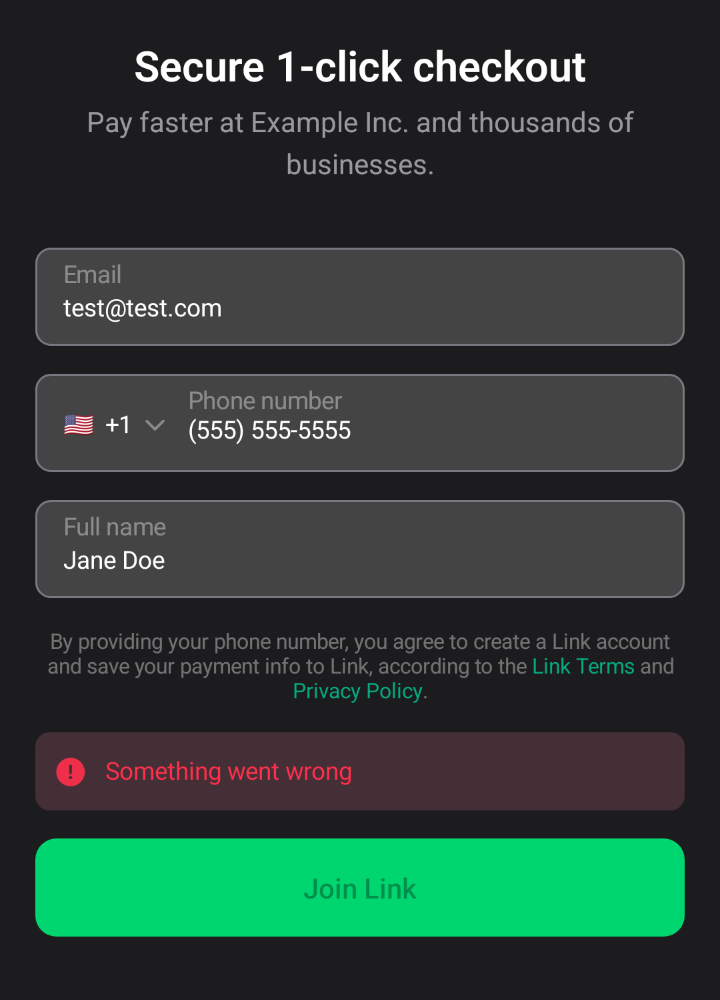 Secure 1-click checkout
Pay faster at Example Inc. and thousands of
businesses.
Email
test@test.com
Phone number
+1 (555) 555-5555
Full name
Jane Doe
By providing your phone number, you agree to create a Link account
and save your payment info to Link, according to the Link Terms and
Privacy Policy.
! Something went wrong
Join Link